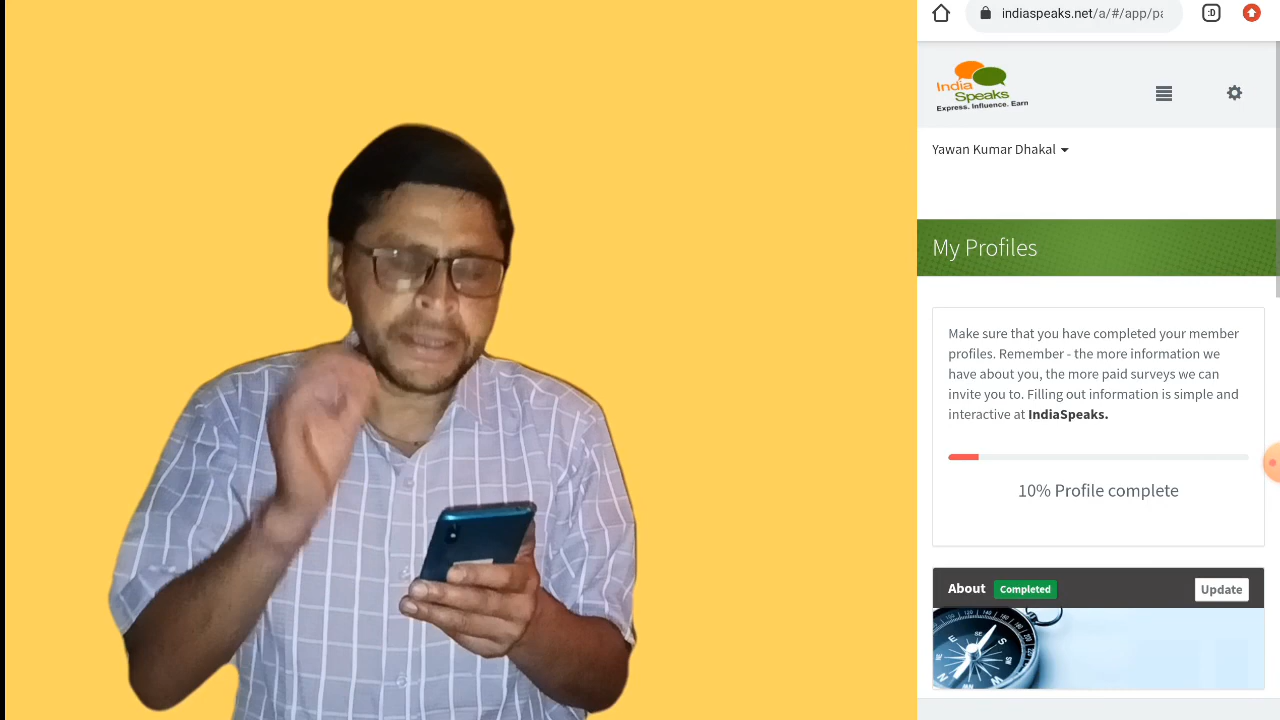 :D
indiaspeaks.net/a/#/app/pa
India
Speaks
Express. Influence. Earn
Yawan Kumar Dhakal
My Profiles
Make sure that you have completed your member
profiles. Remember - the more information we
have about you, the more paid surveys we can
invite you to. Filling out information is simple and
interactive at IndiaSpeaks.
10% Profile complete
About Completed Update